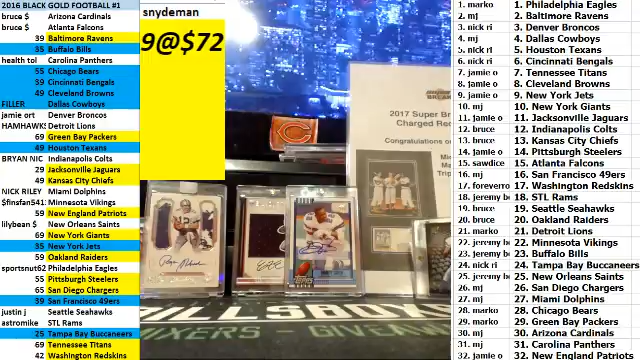 2016 BLACK GOLD FOOTBALL #1
bruce $ Arizona Cardinals
bruce $ Atlanta Falcons
39 Baltimore Ravens
35 Buffalo Bills
health tol Carolina Panthers
55 Chicago Bears
39 Cincinnati Bengals
49 Cleveland Browns
FILLER Dallas Cowboys
jamie ort Denver Broncos
HAMHAWKS Detroit Lions
69 Green Bay Packers
49 Houston Texans
BRYAN NIC Indianapolis Colts
29 Jacksonville Jaguars
49 Kansas City Chiefs
NICK RILEY Miami Dolphins
$finsfan541 Minnesota Vikings
59 New England Patriots
lilybean $ New Orleans Saints
69 New York Giants
35 New York Jets
59 Oakland Raiders
sportsnut62 Philadelphia Eagles
55 Pittsburgh Steelers
65 San Diego Chargers
39 San Francisco 49ers
justin j Seattle Seahawks
astromike STL Rams
25 Tampa Bay Buccaneers
69 Tennessee Titans
42 Washington Redskins
snydeman
9@$72
2017 Super Br
Charged Re
Congratulations o
Mi
Trip
1. marko 1. Philadelphia Eagles
2. mj 2. Baltimore Ravens
3. nick ri 3. Denver Broncos
4. mj 4. Dallas Cowboys
5. nick ri 5. Houston Texans
6. nick ri 6. Cincinnati Bengals
7. jamie o 7. Tennessee Titans
8. jamie o 8. Cleveland Browns
9. jamie o 9. New York Jets
10. mj 10. New York Giants
11. jamie o 11. Jacksonville Jaguars
12. bruce 12. Indianapolis Colts
13. bruce 13. Kansas City Chiefs
14. jamie o 14. Pittsburgh Steelers
15. sawdice 15. Atlanta Falcons
16. mj 16. San Francisco 49ers
17. foreverro 17. Washington Redskins
18. jeremy b 18. STL Rams
19. bruce 19. Seattle Seahawks
20. bruce 20. Oakland Raiders
21. marko 21. Detroit Lions
22. jeremy b 22. Minnesota Vikings
23. jeremy b 23. Buffalo Bills
24. nick ri 24. Tampa Bay Buccaneers
25. jeremy b 25. New Orleans Saints
26. mj 26. San Diego Chargers
27. mj 27. Miami Dolphins
28. marko 28. Chicago Bears
29. marko 29. Green Bay Packers
30. mj 30. Arizona Cardinals
31. mj 31. Carolina Panthers
32. jamie o 32. New England Patriots